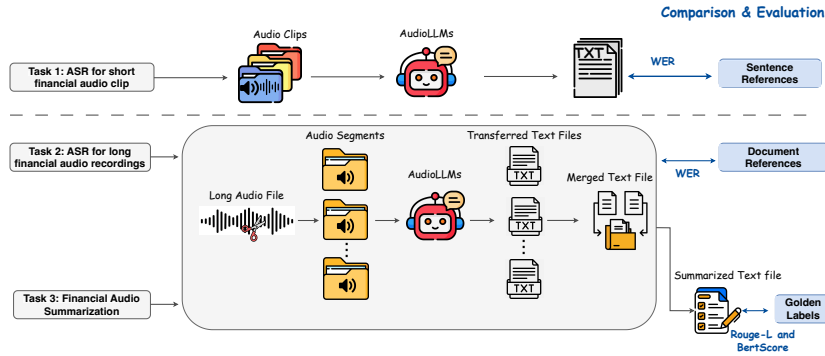 Comparison & Evaluation
Audio Clips
AudioLLMs
Task 1: ASR for short
financial audio clip
TXT
WER
Sentence
References
Task 2: ASR for long
financial audio recordings
Audio Segments
Transferred Text Files
Document
References
WER
AudioLLMs
TXT
Merged Text File
Long Audio File
TXT
TXT
Summarized Text file
Task 3: Financial Audio
Summarization
Golden
Labels
Rouge-L and
BertScore